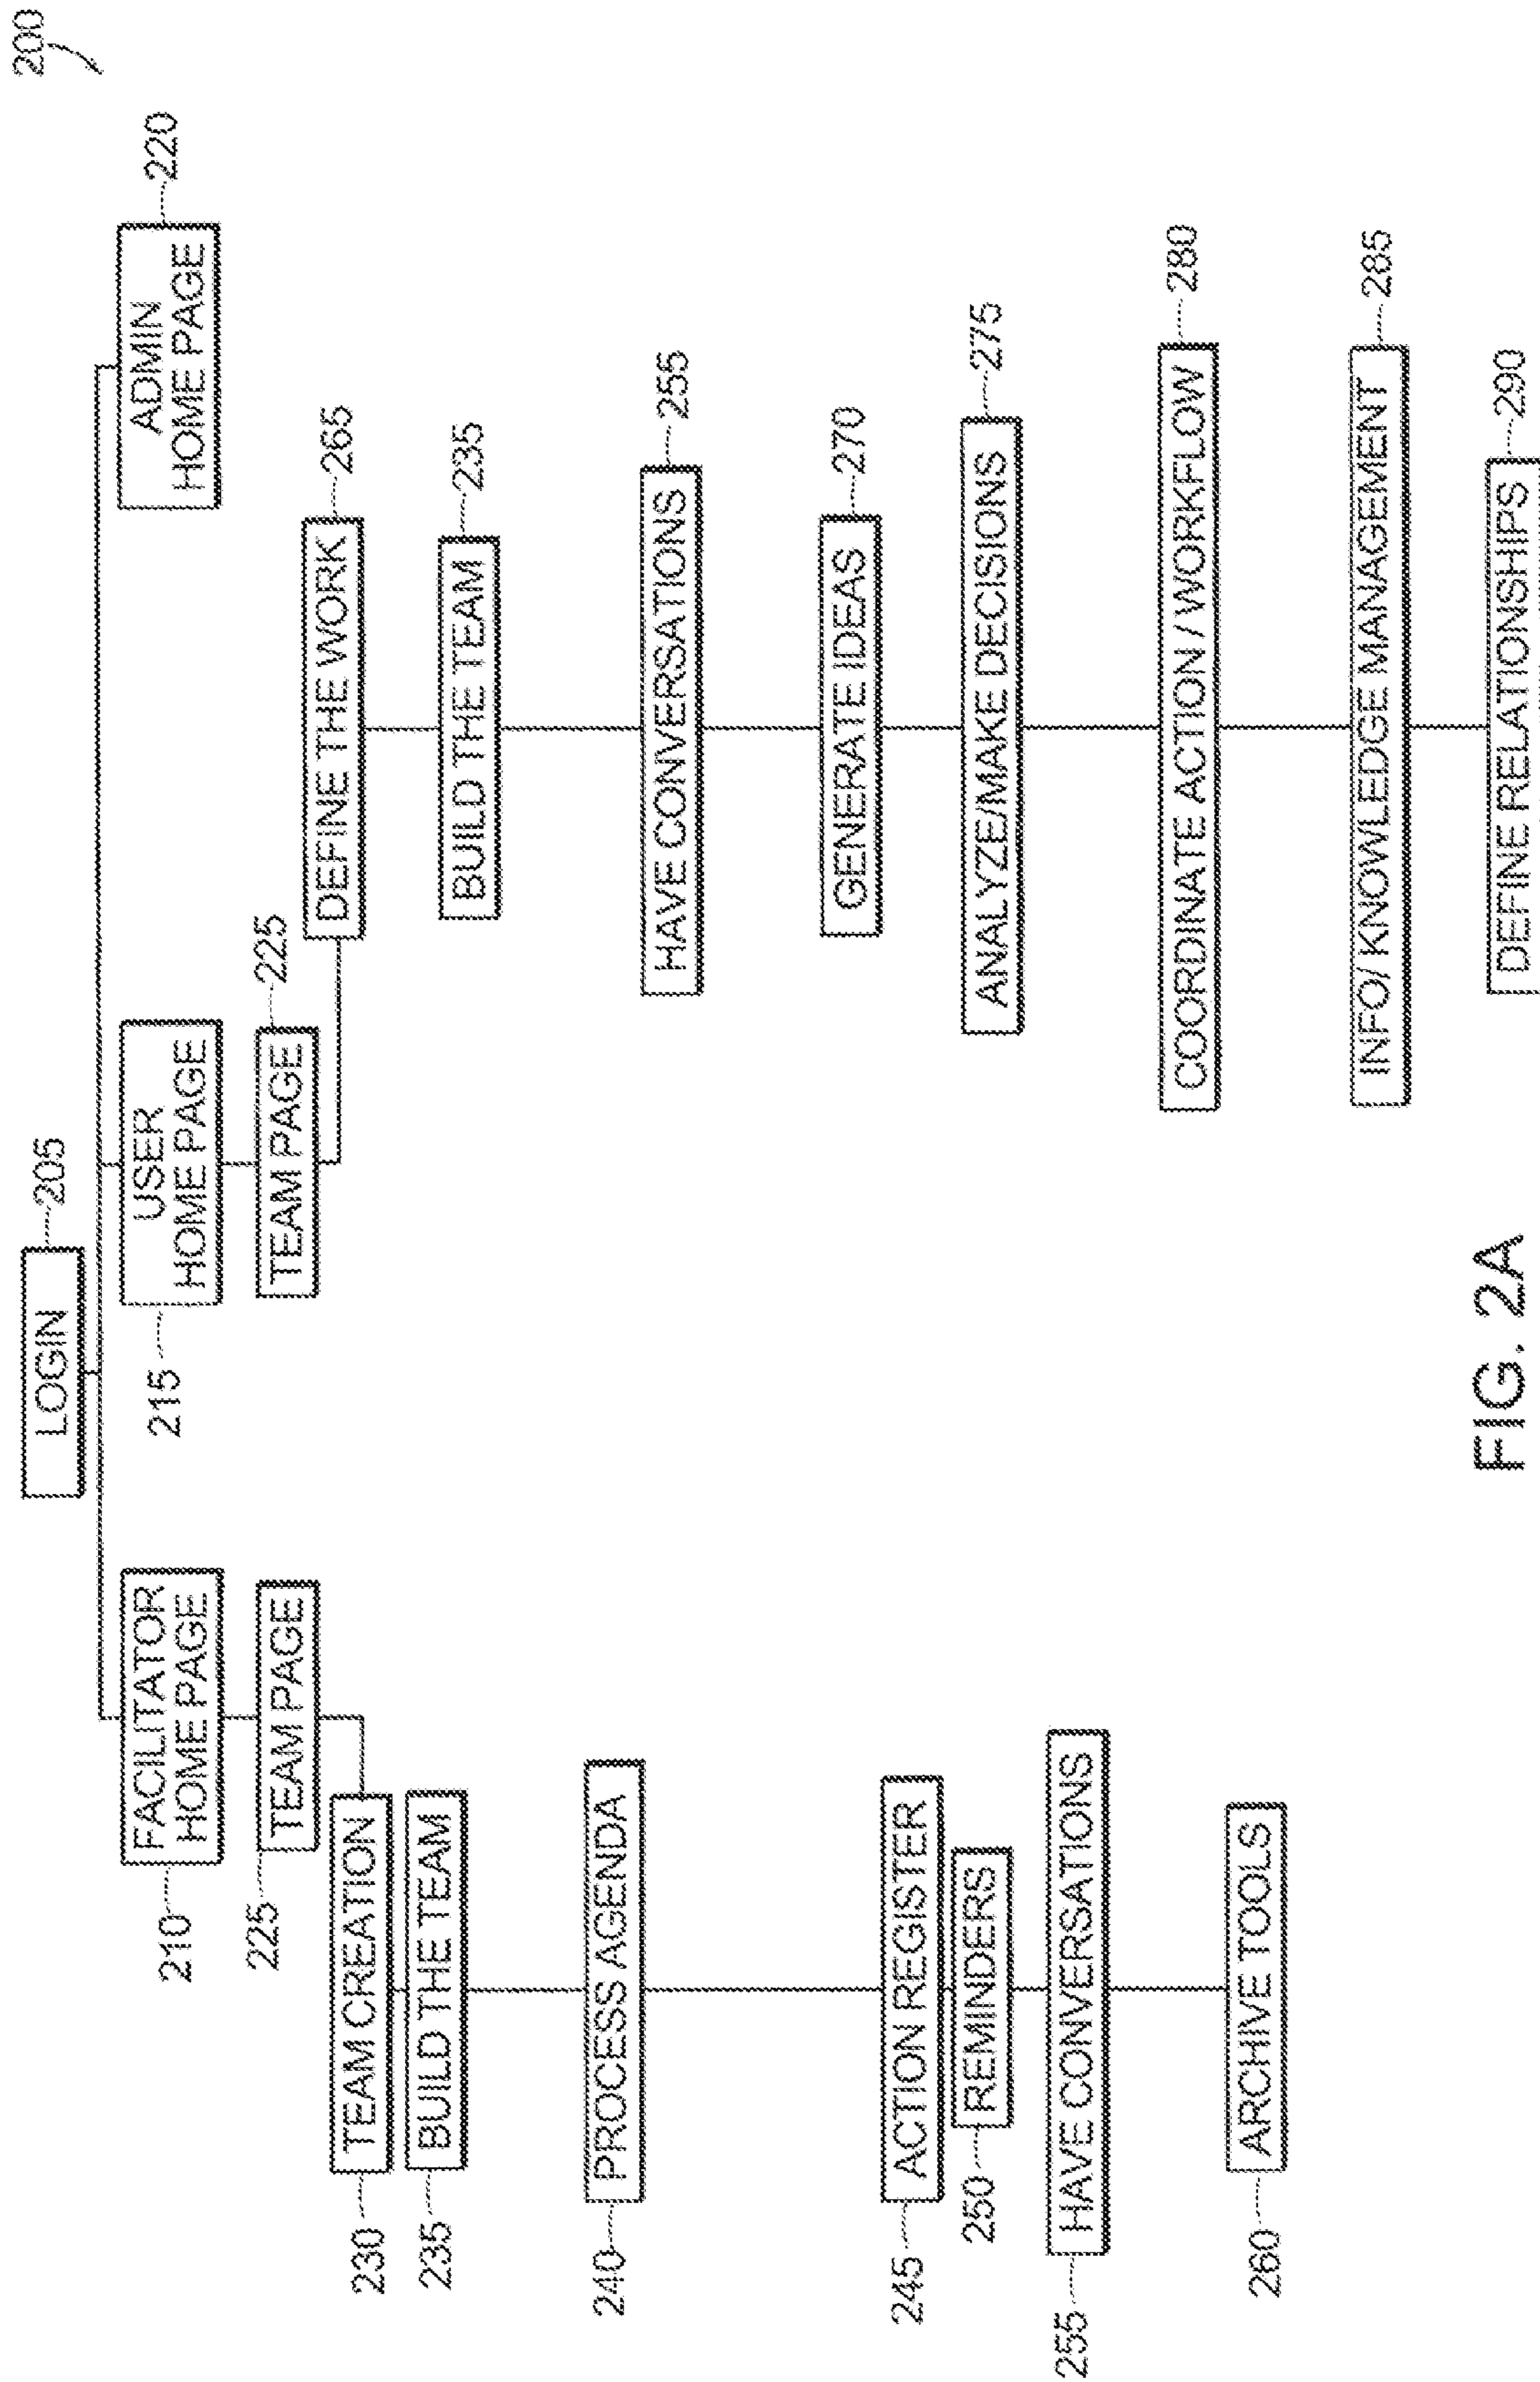 200
LOGIN
205
FACILITATOR
HOME PAGE
210
USER
HOME PAGE
215
ADMIN
HOME PAGE
220
TEAM PAGE
225
TEAM CREATION
230
BUILD THE TEAM
235
PROCESS AGENDA
240
ACTION REGISTER
245
REMINDERS
250
HAVE CONVERSATIONS
255
ARCHIVE TOOLS
260
TEAM PAGE
225
DEFINE THE WORK
265
BUILD THE TEAM
235
HAVE CONVERSATIONS
255
GENERATE IDEAS
270
ANALYZE/MAKE DECISIONS
275
COORDINATE ACTION / WORKFLOW
280
INFO/ KNOWLEDGE MANAGEMENT
285
DEFINE RELATIONSHIPS
290
FIG. 2A